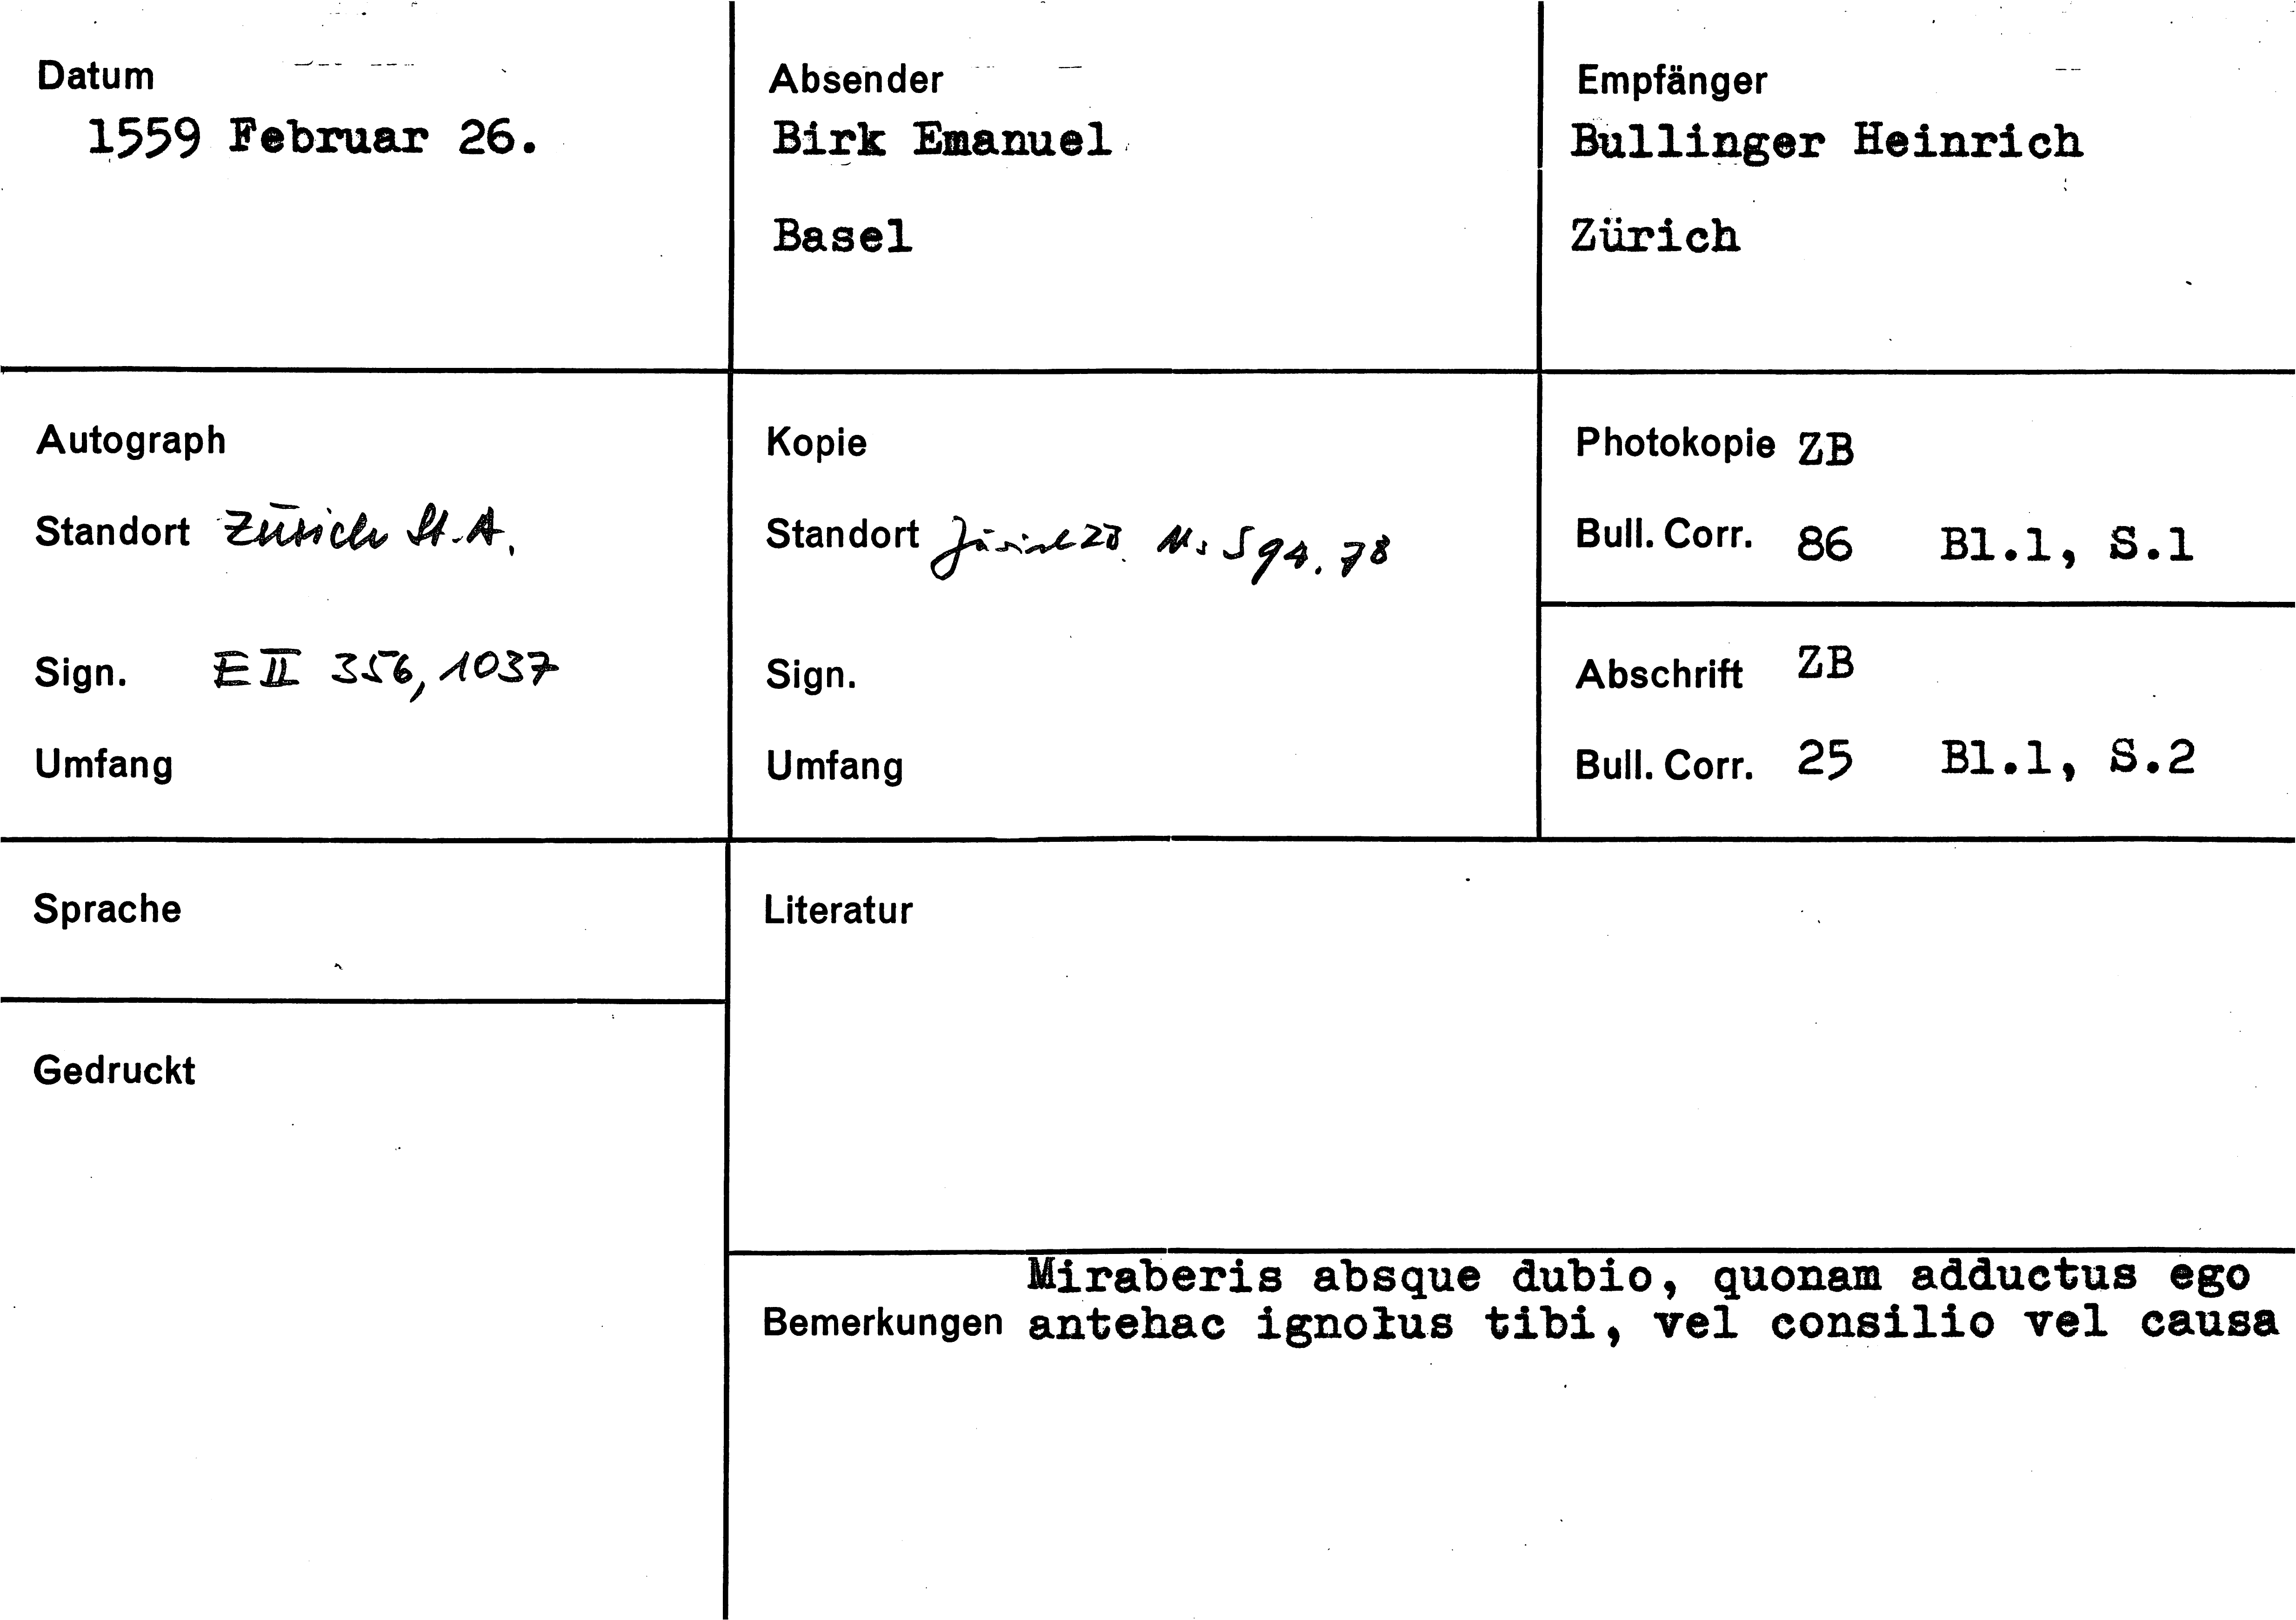 Datum
1559 Februar 26.
Absender
Birk Emanuel
Basel
Empfänger
Bullinger Heinrich
Zürich
Autograph
Standort Zürich St.A.
Sign. E II 356, 1037
Umfang
Kopie
Standort Zürich ZB Ms S 94. 78
Sign.
Umfang
Photokopie ZB
Bull. Corr. 86 Bl.1, S.1
Abschrift ZB
Bull. Corr. 25 Bl.1, S.2
Sprache
Gedruckt
Literatur
Miraberis absque dubio, quonam adductus ego
Bemerkungen antehac ignotus tibi, vel consilio vel causa